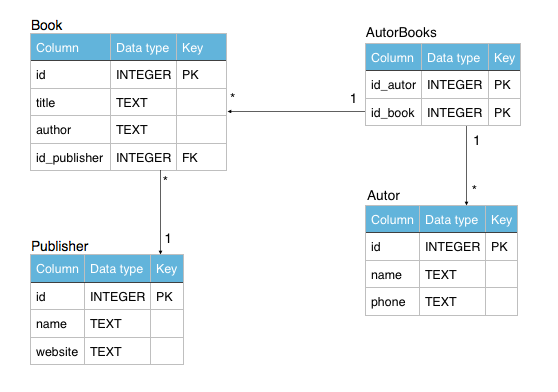 Book
Column Data type Key
id INTEGER PK
title TEXT
author TEXT
id_publisher INTEGER FK
* 1
AutorBooks
Column Data type Key
id_autor INTEGER PK
id_book INTEGER PK
1
*
Autor
Column Data type Key
id INTEGER PK
name TEXT
phone TEXT
*
1
Publisher
Column Data type Key
id INTEGER PK
name TEXT
website TEXT